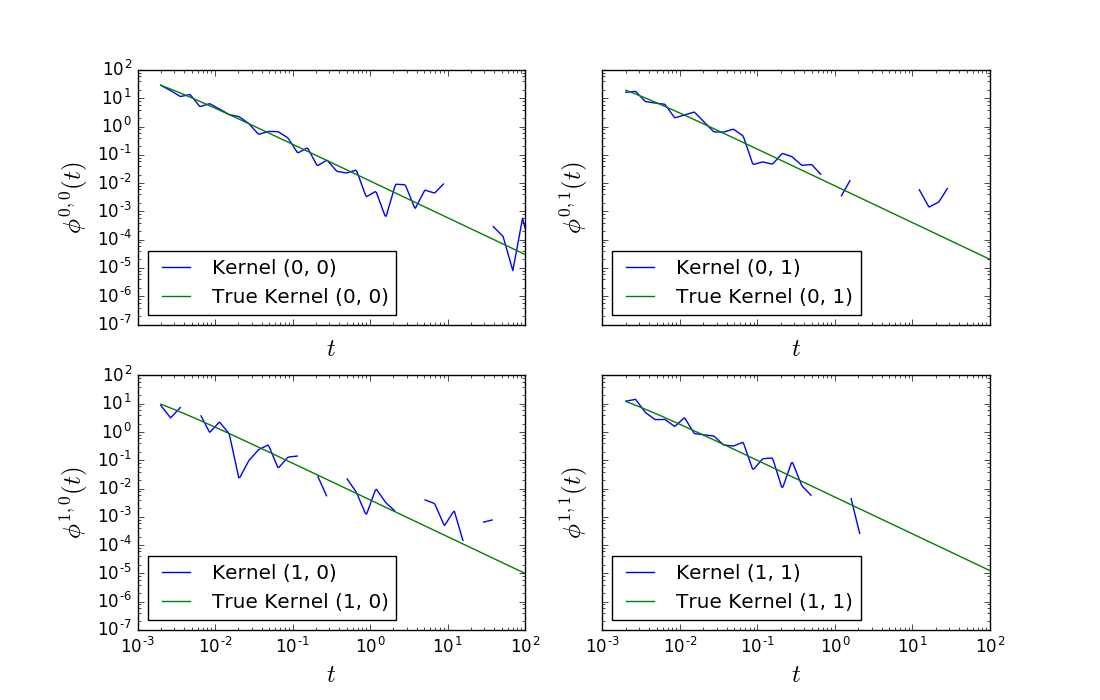 10^2
10^1
10^0
10^-1
10^-2
10^-3
10^-4
10^-5
10^-6
10^-7
ϕ^{0,0}(t)
Kernel (0, 0)
True Kernel (0, 0)
t
ϕ^{0,1}(t)
Kernel (0, 1)
True Kernel (0, 1)
t
10^2
10^1
10^0
10^-1
10^-2
10^-3
10^-4
10^-5
10^-6
10^-7
ϕ^{1,0}(t)
Kernel (1, 0)
True Kernel (1, 0)
10^-3 10^-2 10^-1 10^0 10^1 10^2
t
ϕ^{1,1}(t)
Kernel (1, 1)
True Kernel (1, 1)
10^-3 10^-2 10^-1 10^0 10^1 10^2
t